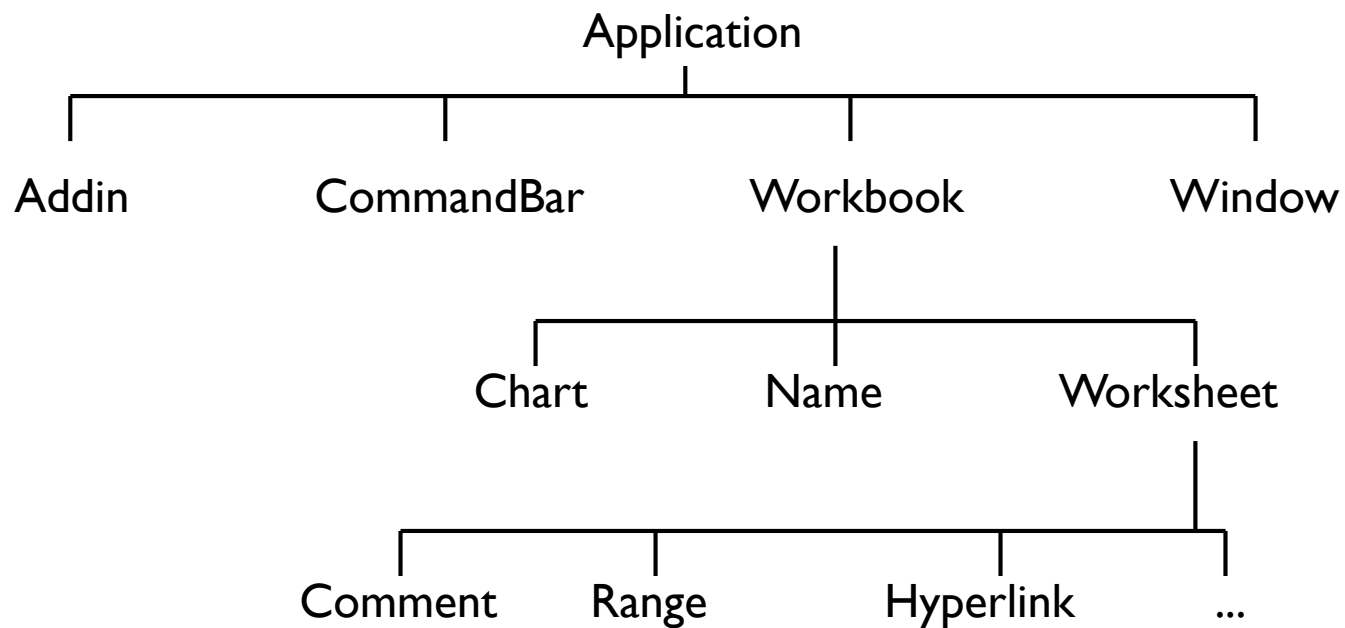 Application
Addin CommandBar Workbook Window
Chart Name Worksheet
Comment Range Hyperlink ...